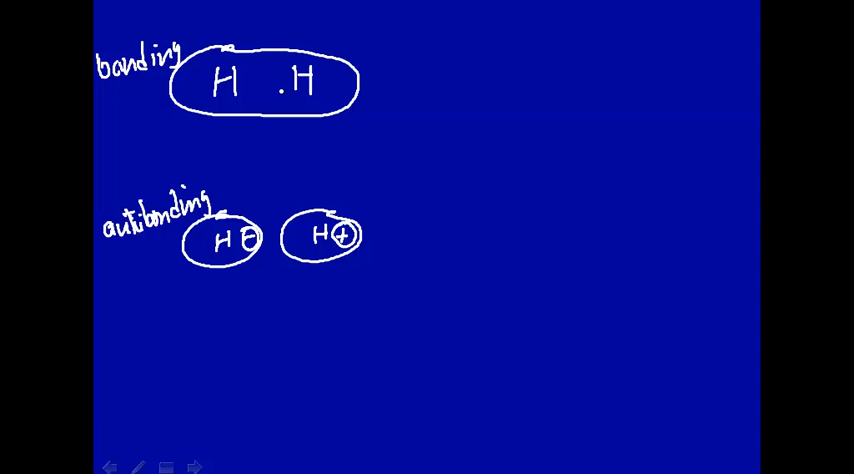 bonding
H .H
antibonding
H ⊖ H ⊕